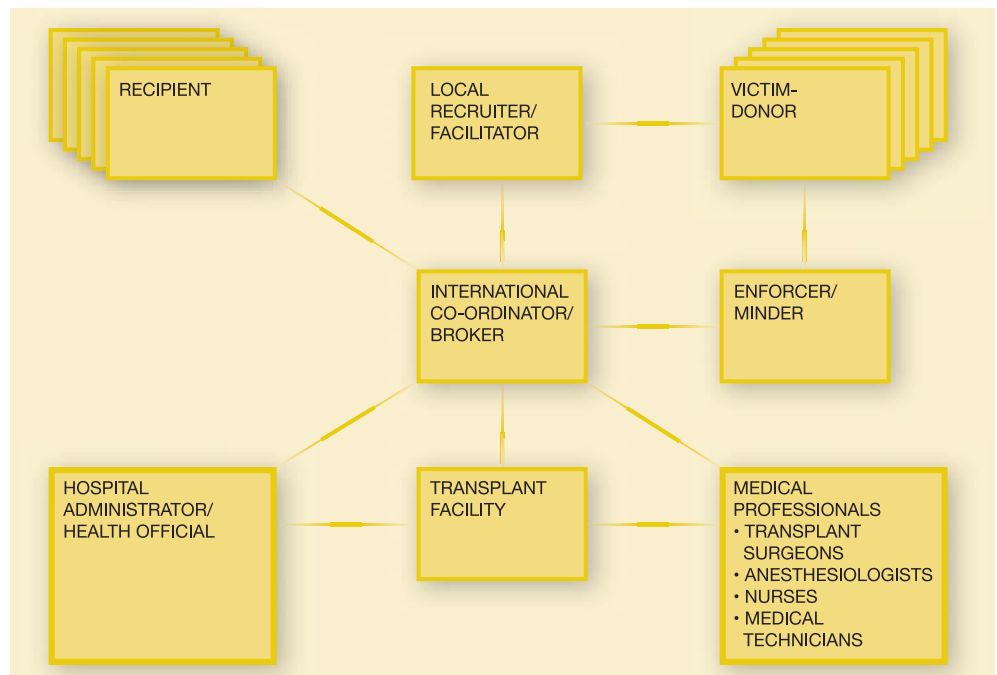 RECIPIENT
LOCAL
RECRUITER/
FACILITATOR
VICTIM-
DONOR
INTERNATIONAL
CO-ORDINATOR/
BROKER
ENFORCER/
MINDER
HOSPITAL
ADMINISTRATOR/
HEALTH OFFICIAL
TRANSPLANT
FACILITY
MEDICAL
PROFESSIONALS
• TRANSPLANT
SURGEONS
• ANESTHESIOLOGISTS
• NURSES
• MEDICAL
TECHNICIANS